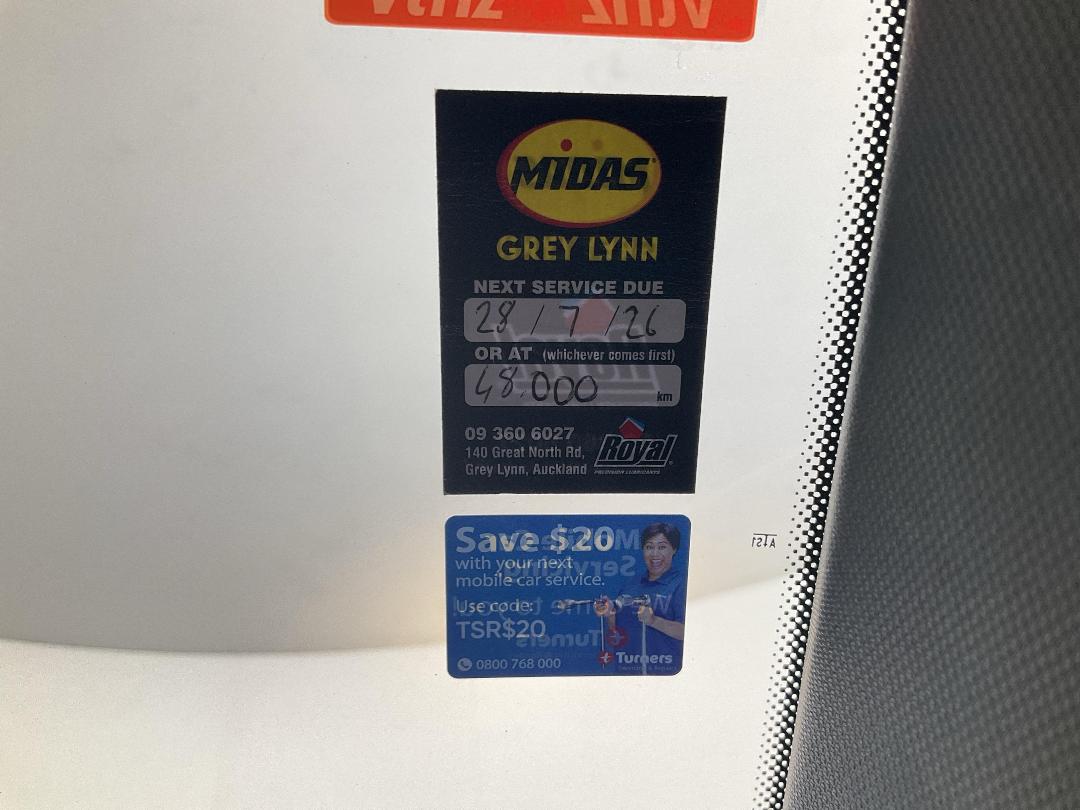 MIDAS
GREY LYNN
NEXT SERVICE DUE
28 / 7 / 26
OR AT (whichever comes first)
48.000 km
09 360 6027
140 Great North Rd,
Grey Lynn, Auckland
Royal
PRECISION LUBRICANTS
Save $20
with your next
mobile car service.
Use code:
TSR$20
0800 768 000
Turners